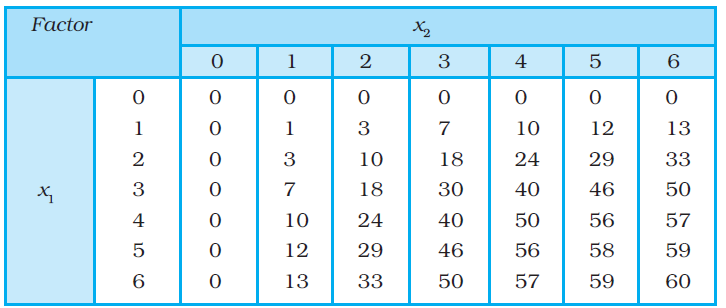 Factor x₂
0 1 2 3 4 5 6
0 0 0 0 0 0 0 0
1 0 1 3 7 10 12 13
2 0 3 10 18 24 29 33
x₁ 3 0 7 18 30 40 46 50
4 0 10 24 40 50 56 57
5 0 12 29 46 56 58 59
6 0 13 33 50 57 59 60